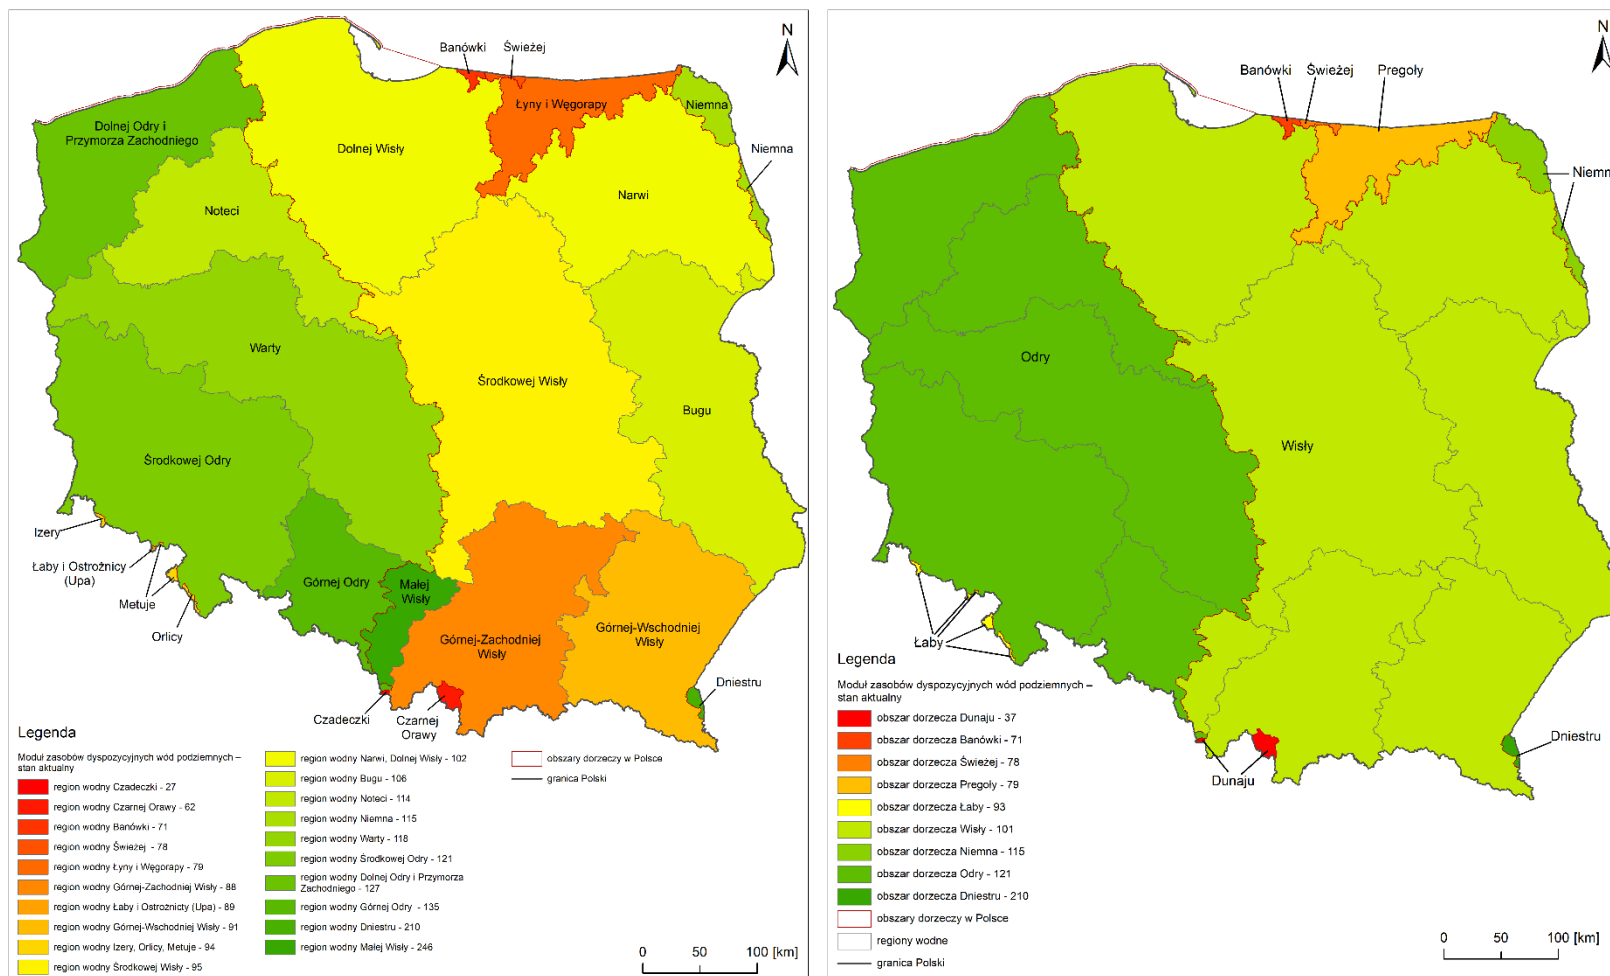 N
Banówki
Świeżej
Łyny i Węgorapy
Niemna
Dolnej Odry i
Przymorza Zachodniego
Dolnej Wisły
Niemna
Narwi
Noteci
Warty
Środkowej Wisły
Bugu
Środkowej Odry
Izery
Łaby i Ostrożnicy
(Upa)
Metuje
Orlicy
Górnej Odry
Małej
Wisły
Górnej-Zachodniej
Wisły
Górnej-Wschodniej
Wisły
Dniestru
Czadeczki
Czarnej
Orawy
Legenda
Moduł zasobów dyspozycyjnych wód podziemnych –
stan aktualny
region wodny Czadeczki - 27
region wodny Czarnej Orawy - 62
region wodny Banówki - 71
region wodny Świeżej - 78
region wodny Łyny i Węgorapy - 79
region wodny Górnej-Zachodniej Wisły - 88
region wodny Łaby i Ostrożnicty (Upa) - 89
region wodny Górnej-Wschodniej Wisły - 91
region wodny Izery, Orlicy, Metuje - 94
region wodny Środkowej Wisły - 95
region wodny Narwi, Dolnej Wisły - 102
region wodny Bugu - 106
region wodny Noteci - 114
region wodny Niemna - 115
region wodny Warty - 118
region wodny Środkowej Odry - 121
region wodny Dolnej Odry i Przymorza
Zachodniego - 127
region wodny Górnej Odry - 135
region wodny Dniestru - 210
region wodny Małej Wisły - 246
obszary dorzeczy w Polsce
granica Polski
0 50 100 [km]
N
Banówki
Świeżej
Pregoły
Niemna
Odry
Wisły
Łaby
Dunaju
Dniestru
Legenda
Moduł zasobów dyspozycyjnych wód podziemnych –
stan aktualny
obszar dorzecza Dunaju - 37
obszar dorzecza Banówki - 71
obszar dorzecza Świeżej - 78
obszar dorzecza Pregoły - 79
obszar dorzecza Łaby - 93
obszar dorzecza Wisły - 101
obszar dorzecza Niemna - 115
obszar dorzecza Odry - 121
obszar dorzecza Dniestru - 210
obszary dorzeczy w Polsce
regiony wodne
granica Polski
0 50 100 [km]